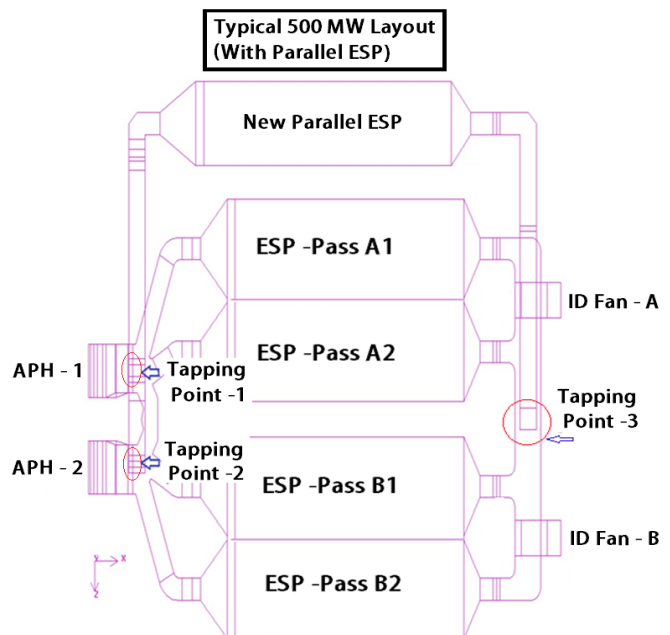 Typical 500 MW Layout
(With Parallel ESP)
New Parallel ESP
ESP -Pass A1
ID Fan - A
ESP -Pass A2
APH - 1
Tapping
Point -1
Tapping
Point -3
APH - 2
Tapping
Point -2
ESP -Pass B1
ID Fan - B
ESP -Pass B2
Y
X
Z